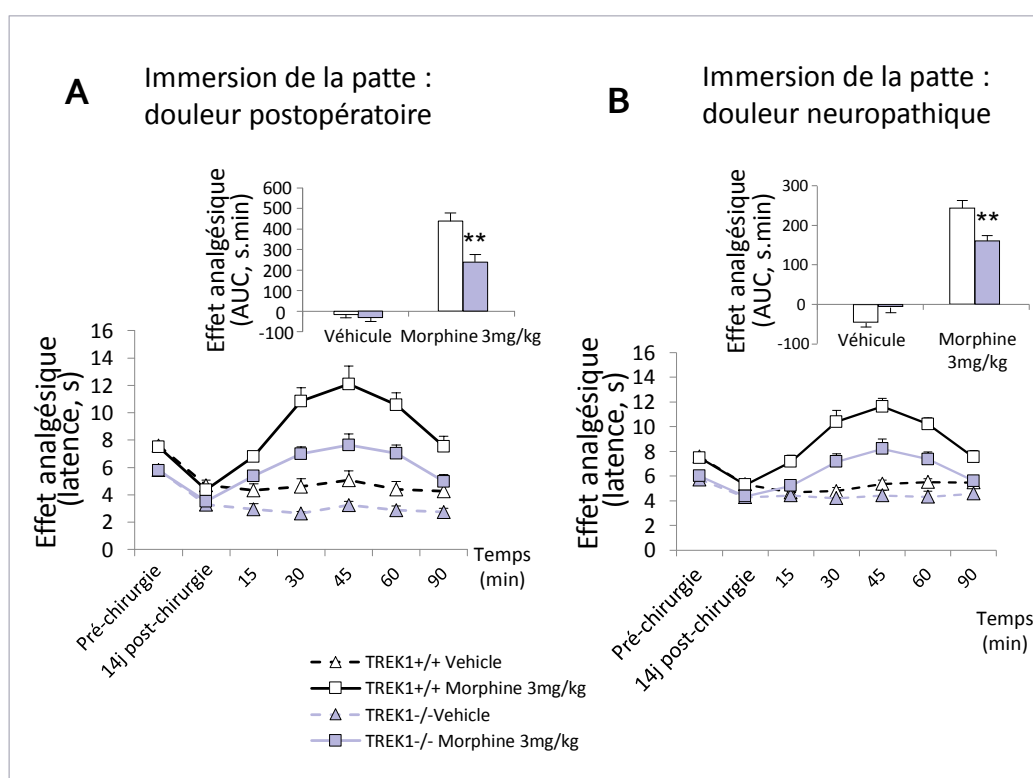 A
Immersion de la patte :
douleur postopératoire
Effet analgésique
(AUC, s.min)
600
500
400
300
200
100
0
-100
**
Véhicule
Morphine 3mg/kg
Effet analgésique
(latence, s)
16
14
12
10
8
6
4
2
0
Pré-chirurgie
14j post-chirurgie
15
30
45
60
90
Temps
(min)
B
Immersion de la patte :
douleur neuropathique
Effet analgésique
(AUC, s.min)
300
200
100
0
-100
**
Véhicule
Morphine
3mg/kg
Effet analgésique
(latence, s)
16
14
12
10
8
6
4
2
0
Pré-chirurgie
14j post-chirurgie
15
30
45
60
90
Temps
(min)
TREK1+/+ Vehicle
TREK1+/+ Morphine 3mg/kg
TREK1-/-Vehicle
TREK1-/- Morphine 3mg/kg